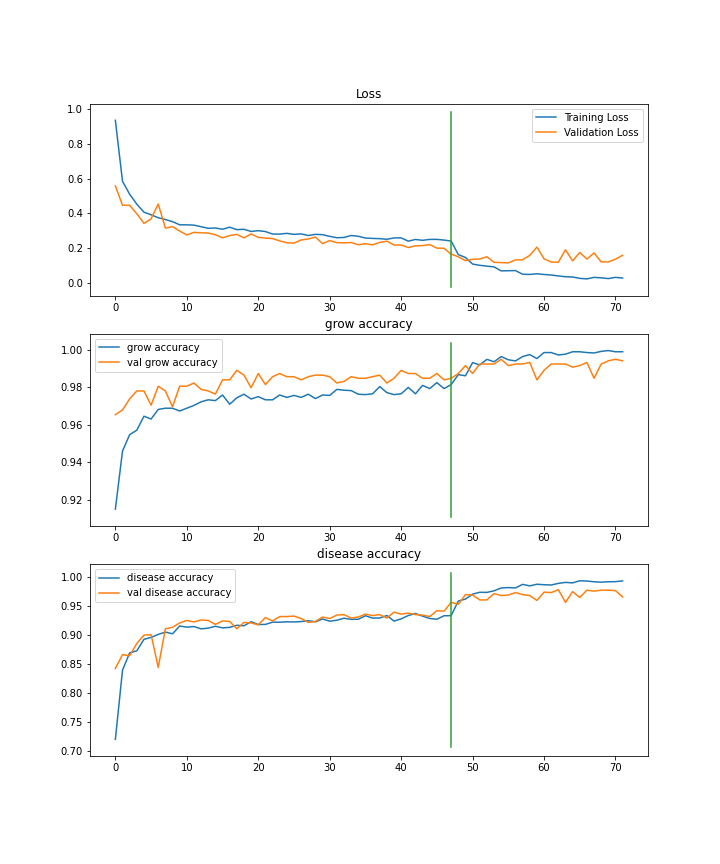 Loss
1.0
0.8
0.6
0.4
0.2
0.0
Training Loss
Validation Loss
0 10 20 30 40 50 60 70
grow accuracy
1.00
0.98
0.96
0.94
0.92
grow accuracy
val grow accuracy
0 10 20 30 40 50 60 70
disease accuracy
1.00
0.95
0.90
0.85
0.80
0.75
0.70
disease accuracy
val disease accuracy
0 10 20 30 40 50 60 70